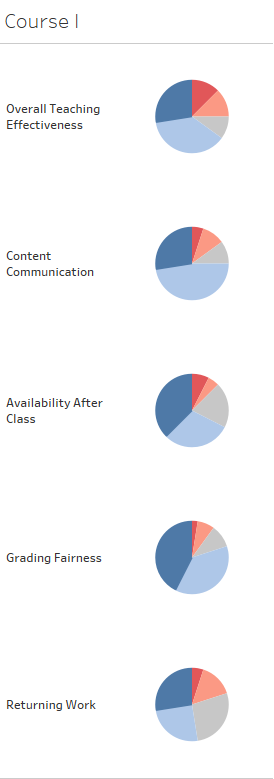 Course I
Overall Teaching
Effectiveness
Content
Communication
Availability After
Class
Grading Fairness
Returning Work